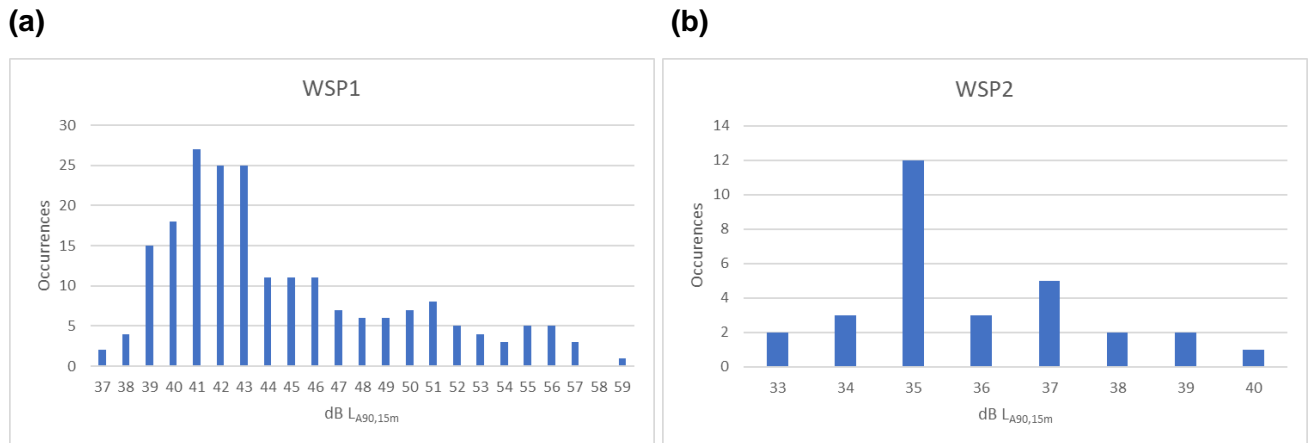 (a)
(b)
WSP1
30
25
20
15
10
5
0
Occurrences
37 38 39 40 41 42 43 44 45 46 47 48 49 50 51 52 53 54 55 56 57 58 59
dB LA90,15m
WSP2
14
12
10
8
6
4
2
0
Occurences
33 34 35 36 37 38 39 40
dB LA90,15m